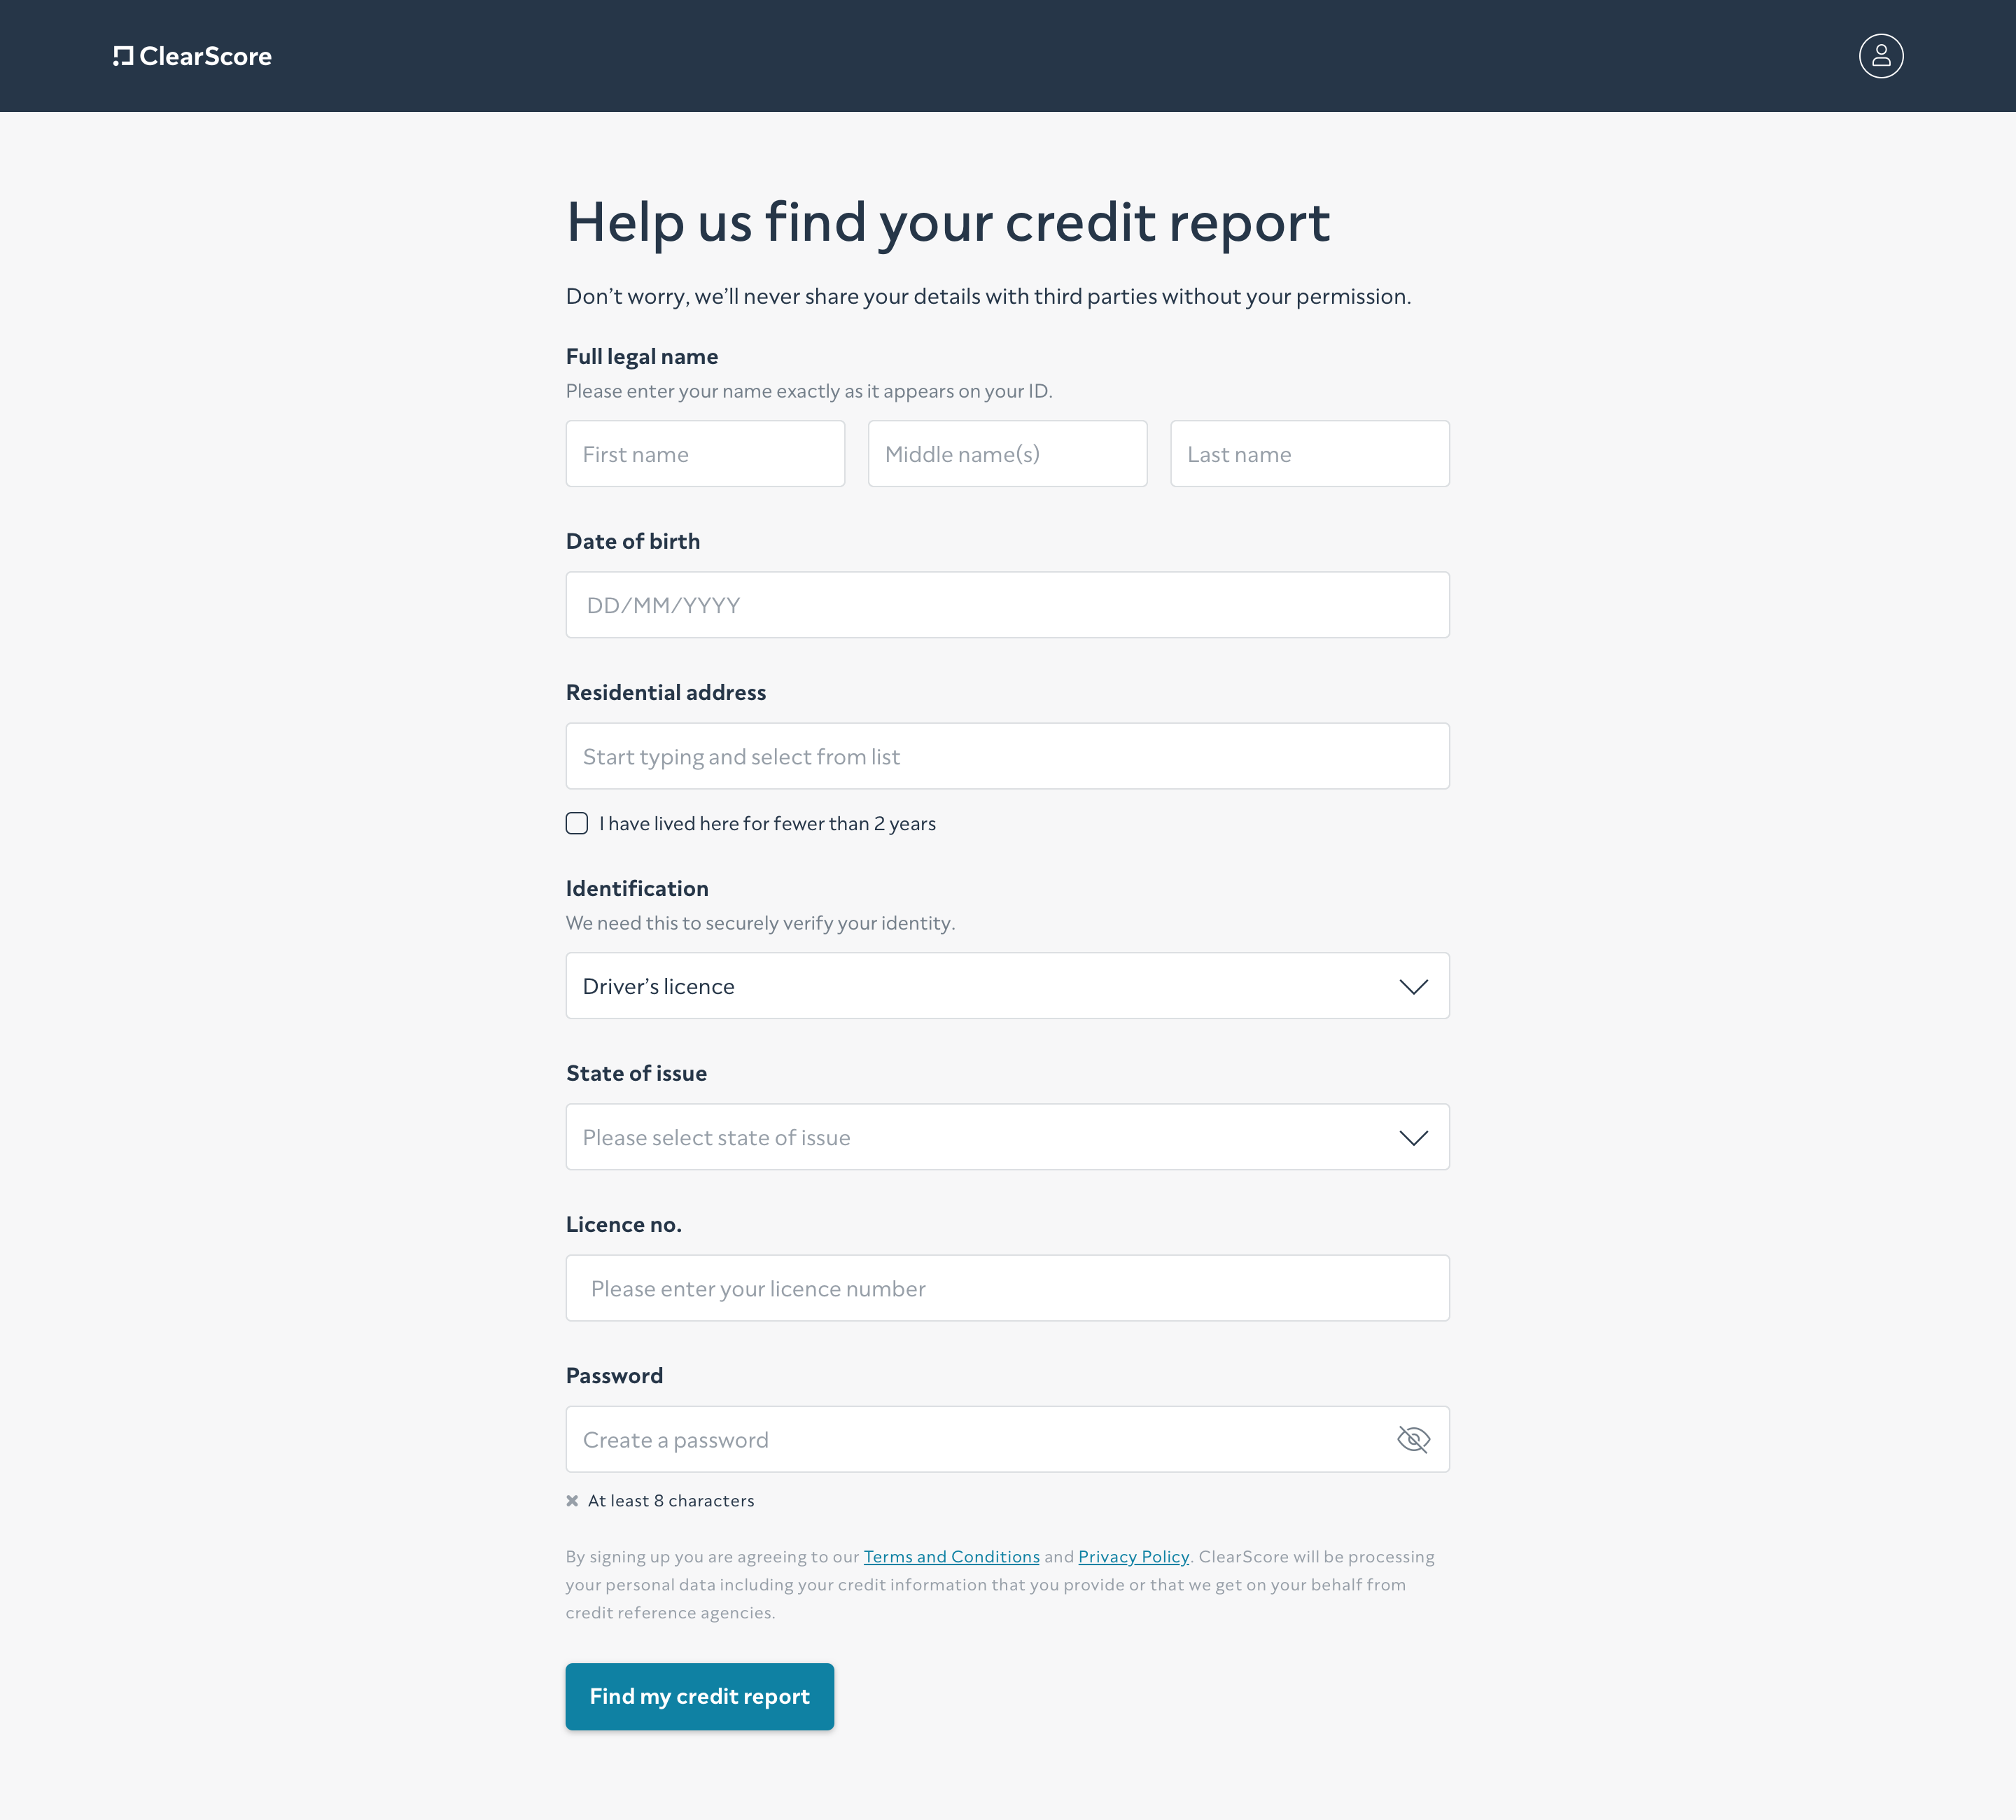 ClearScore
Help us find your credit report
Don’t worry, we’ll never share your details with third parties without your permission.
Full legal name
Please enter your name exactly as it appears on your ID.
First name Middle name(s) Last name
Date of birth
DD/MM/YYYY
Residential address
Start typing and select from list
I have lived here for fewer than 2 years
Identification
We need this to securely verify your identity.
Driver’s licence
State of issue
Please select state of issue
Licence no.
Please enter your licence number
Password
Create a password
At least 8 characters
By signing up you are agreeing to our Terms and Conditions and Privacy Policy. ClearScore will be processing
your personal data including your credit information that you provide or that we get on your behalf from
credit reference agencies.
Find my credit report